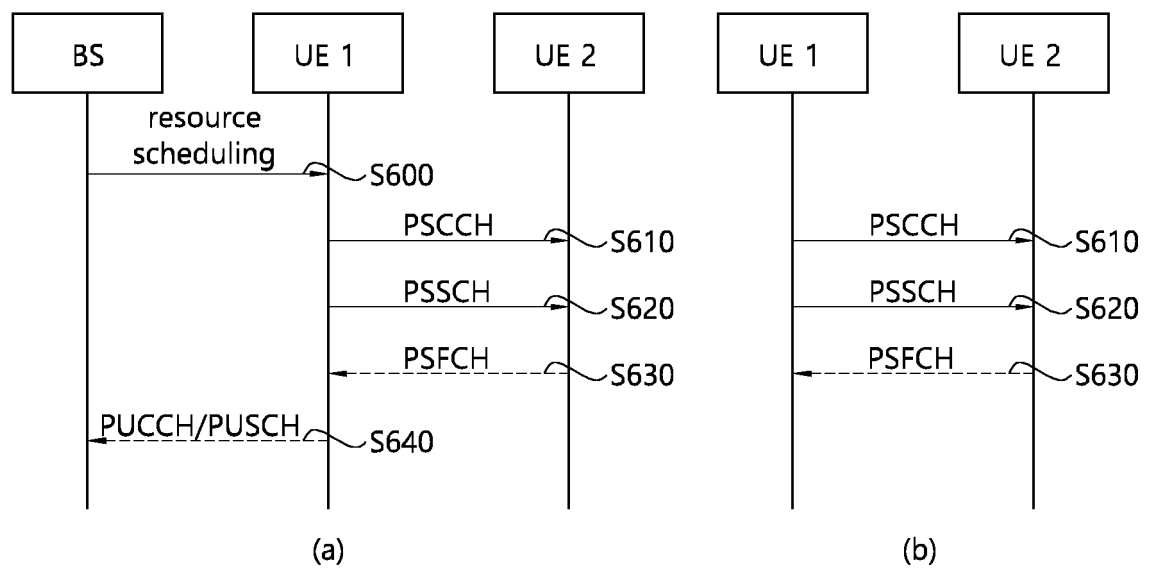 BS
UE 1
UE 2
resource
scheduling
S600
PSCCH
S610
PSSCH
S620
PSFCH
S630
PUCCH/PUSCH
S640
(a)
UE 1
UE 2
PSCCH
S610
PSSCH
S620
PSFCH
S630
(b)